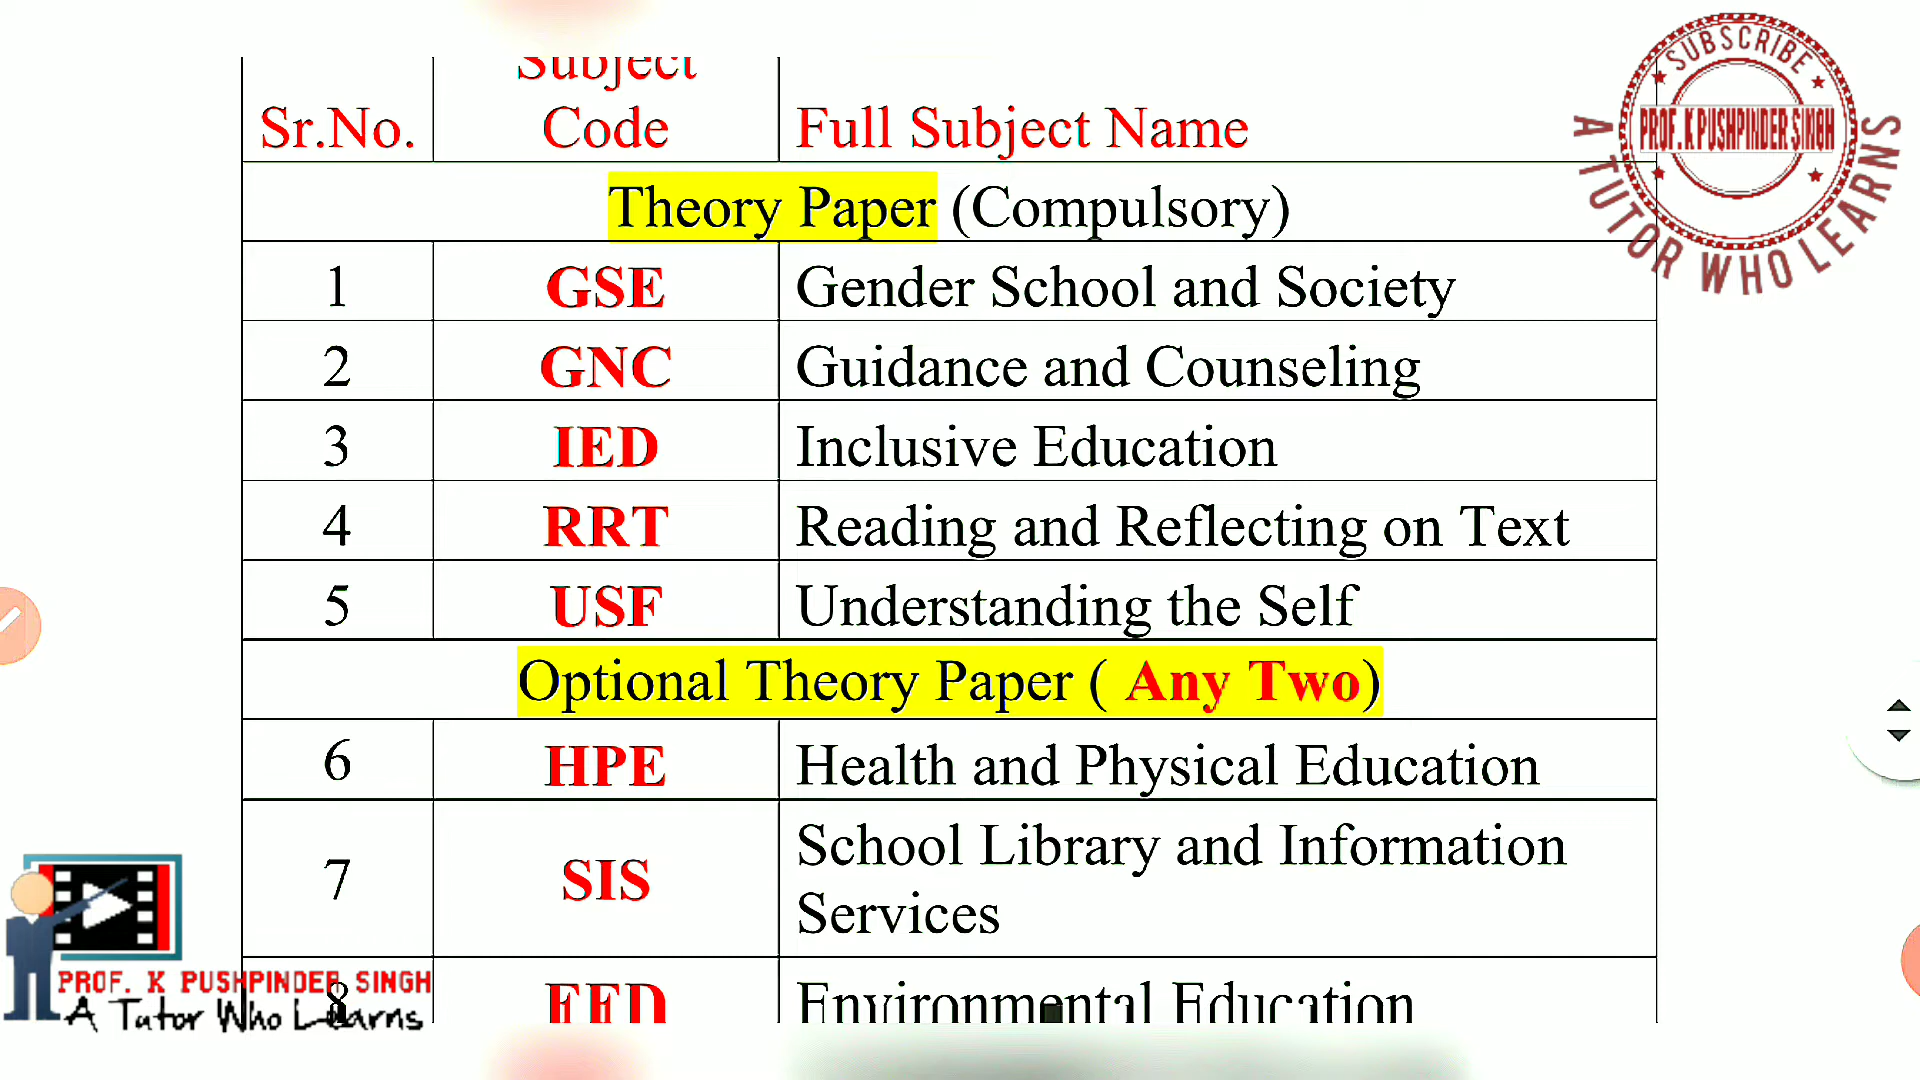 Subject
Sr.No. Code Full Subject Name
Theory Paper (Compulsory)
1 GSE Gender School and Society
2 GNC Guidance and Counseling
3 IED Inclusive Education
4 RRT Reading and Reflecting on Text
5 USF Understanding the Self
Optional Theory Paper ( Any Two)
6 HPE Health and Physical Education
7 SIS School Library and Information
Services
8 EED Environmental Education
SUBSCRIBE
PROF. K PUSHPINDER SINGH
A TUTOR WHO LEARNS
PROF. K PUSHPINDER SINGH
A Tutor Who Learns